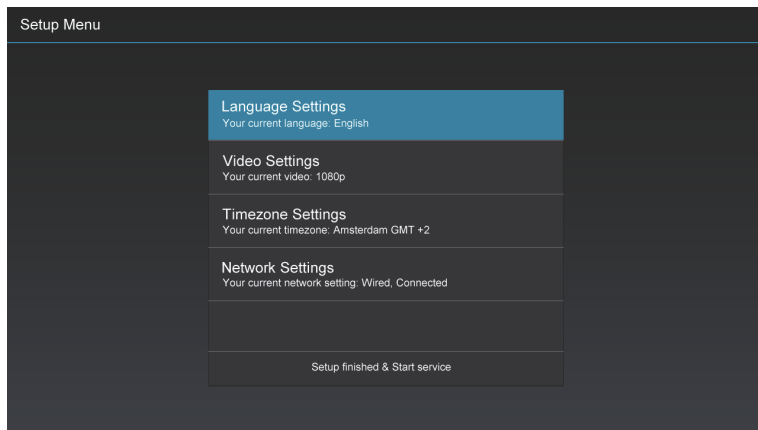 Setup Menu
Language Settings
Your current language: English
Video Settings
Your current video: 1080p
Timezone Settings
Your current timezone: Amsterdam GMT +2
Network Settings
Your current network setting: Wired, Connected
Setup finished & Start service